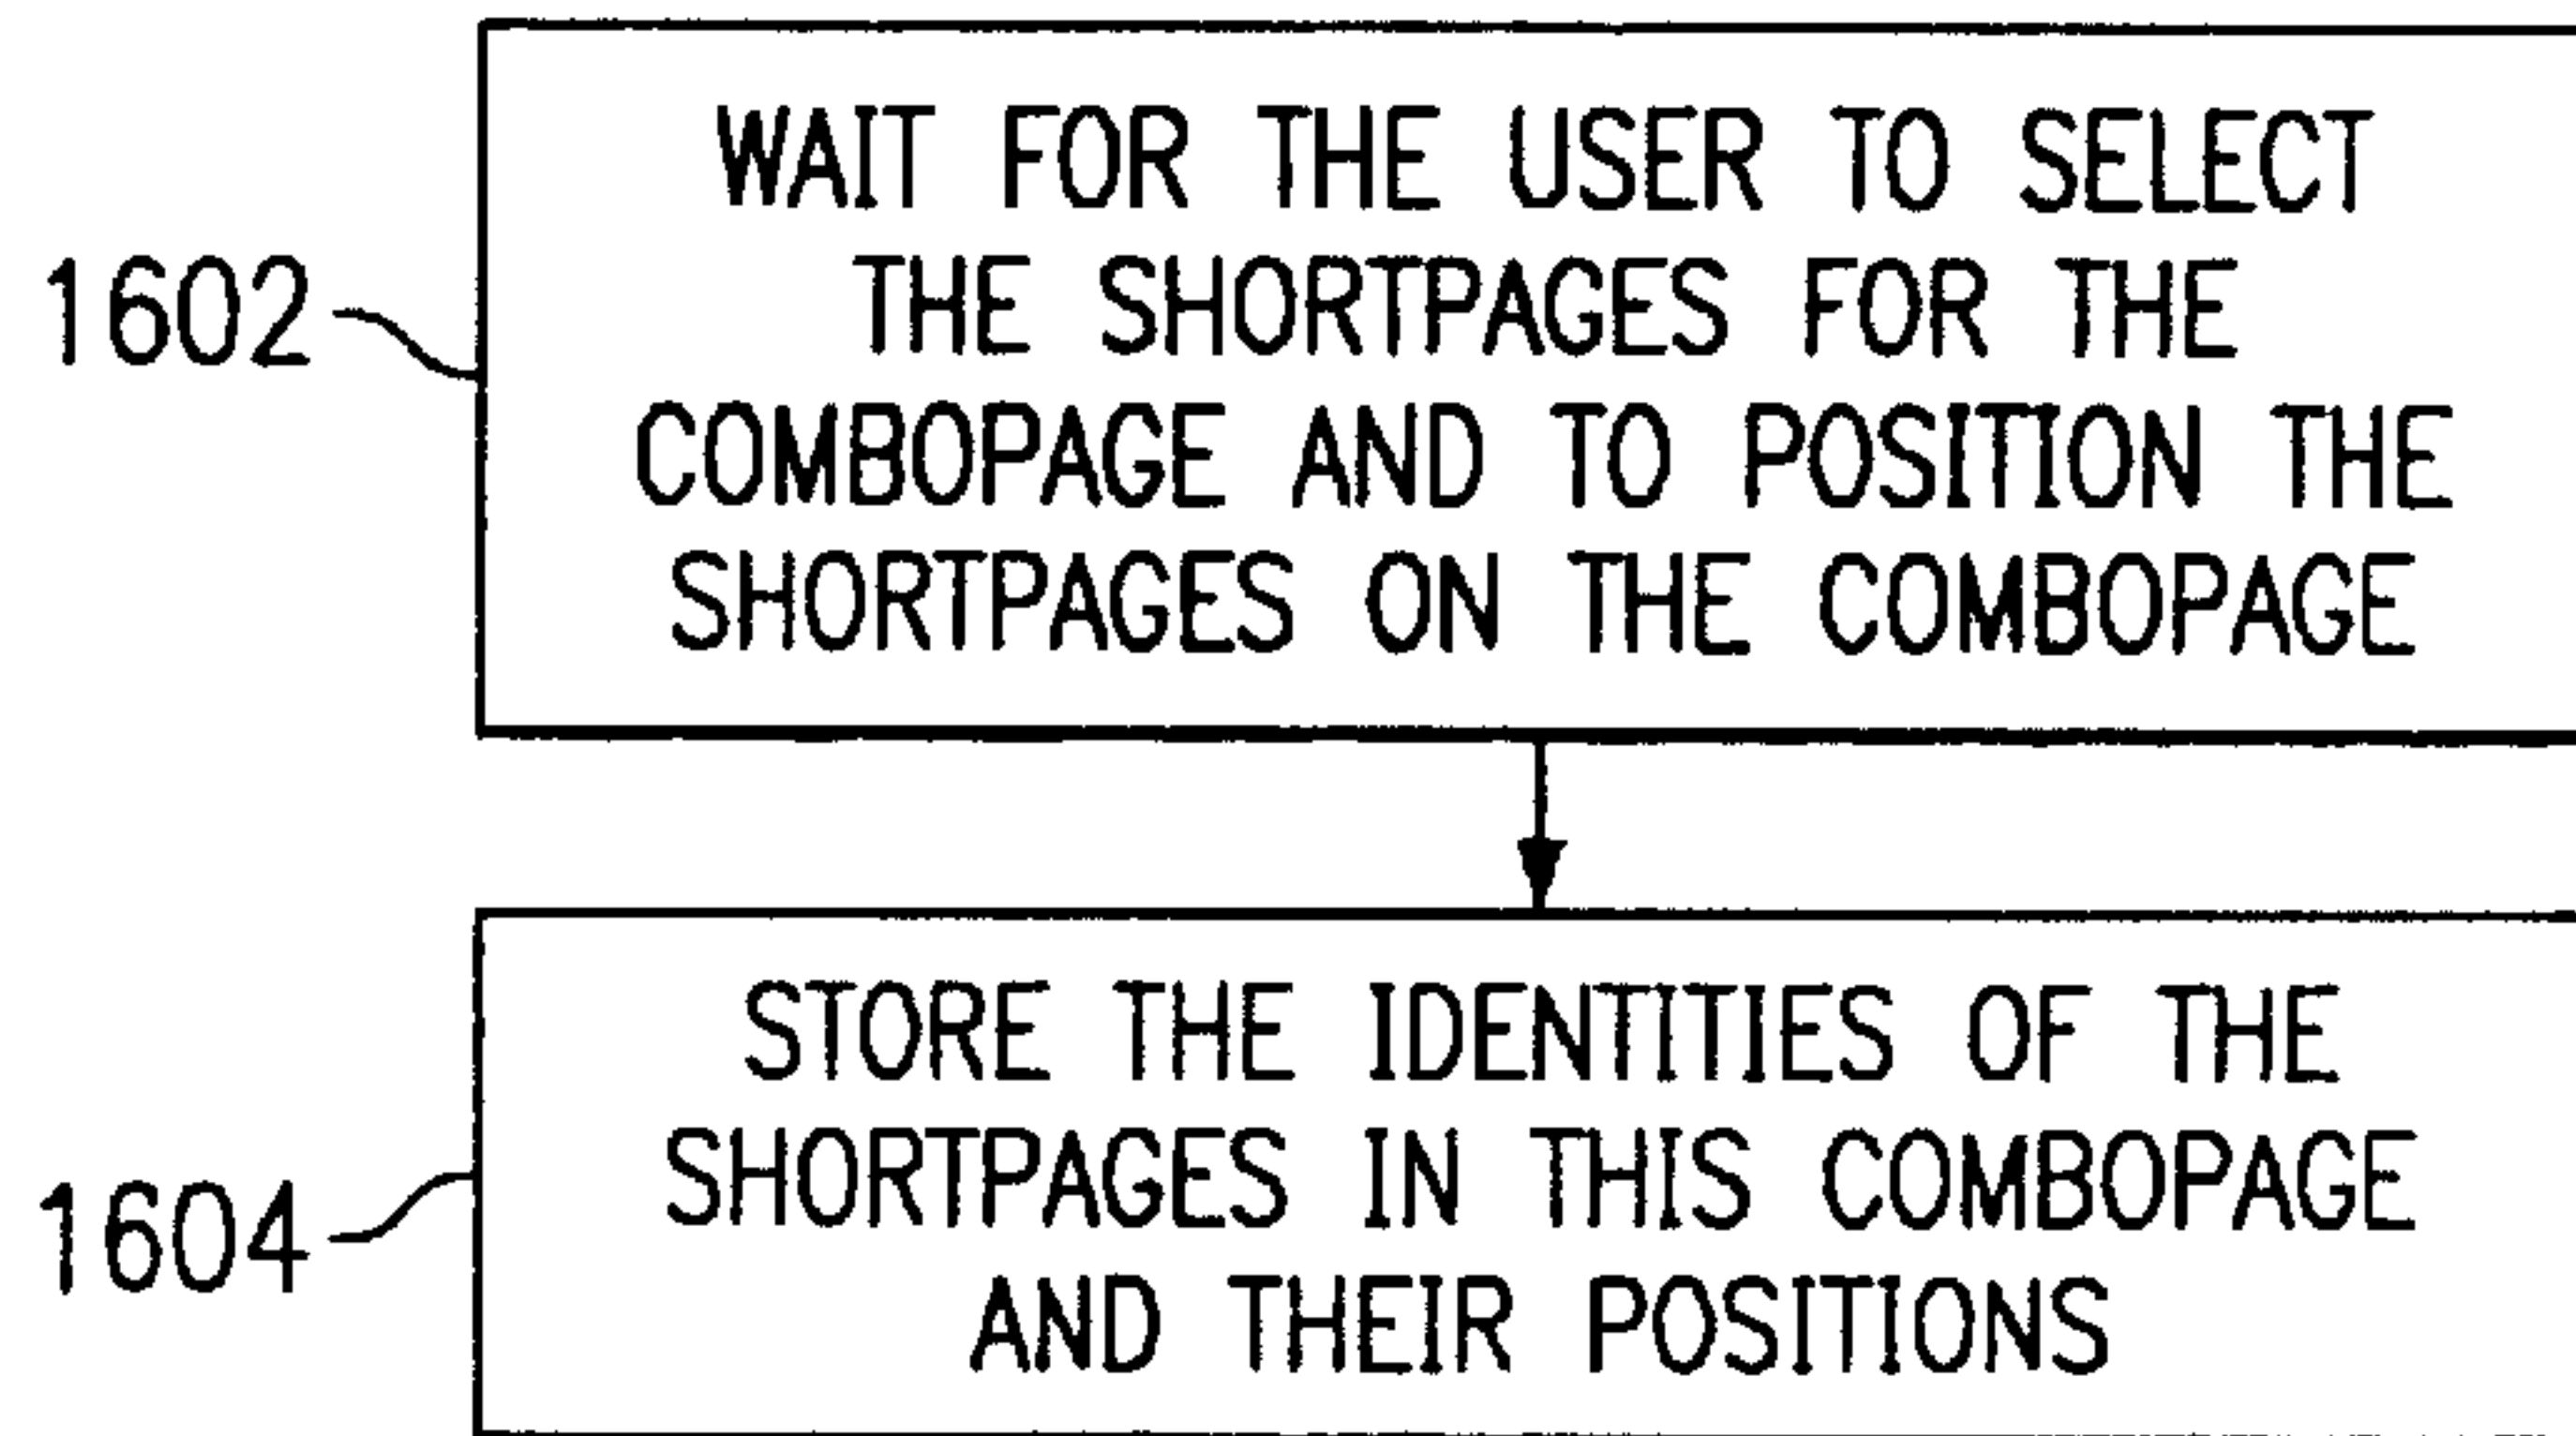 WAIT FOR THE USER TO SELECT
THE SHORTPAGES FOR THE
1602
COMBOPAGE AND TO POSITION THE
SHORTPAGES ON THE COMBOPAGE
STORE THE IDENTITIES OF THE
SHORTPAGES IN THIS COMBOPAGE
1604
AND THEIR POSITIONS